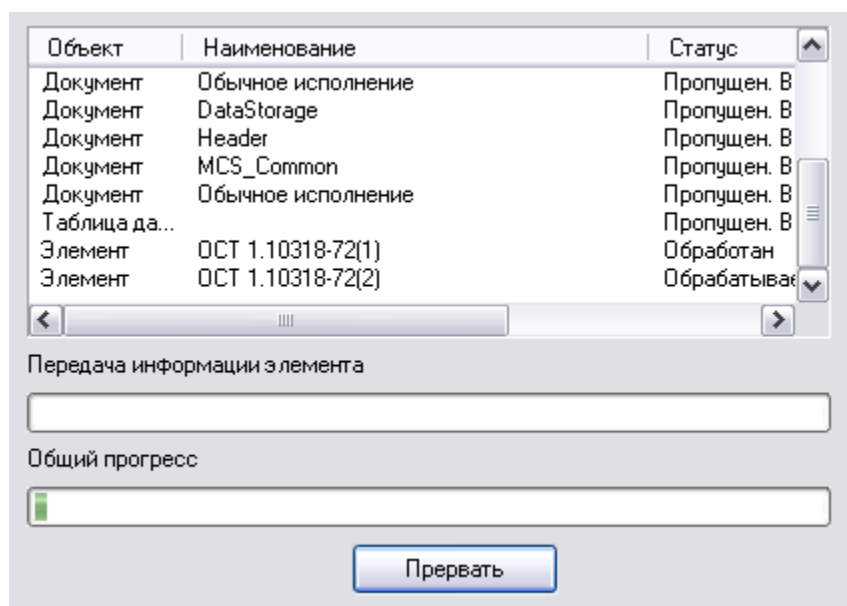 Объект Наименование Статус
Документ Обычное исполнение Пропущен. В
Документ DataStorage Пропущен. В
Документ Header Пропущен. В
Документ MCS_Common Пропущен. В
Документ Обычное исполнение Пропущен. В
Таблица да... Пропущен. В
Элемент ОСТ 1.10318-72(1) Обработан
Элемент ОСТ 1.10318-72(2) Обрабатывае
Передача информации элемента
Общий прогресс
Прервать